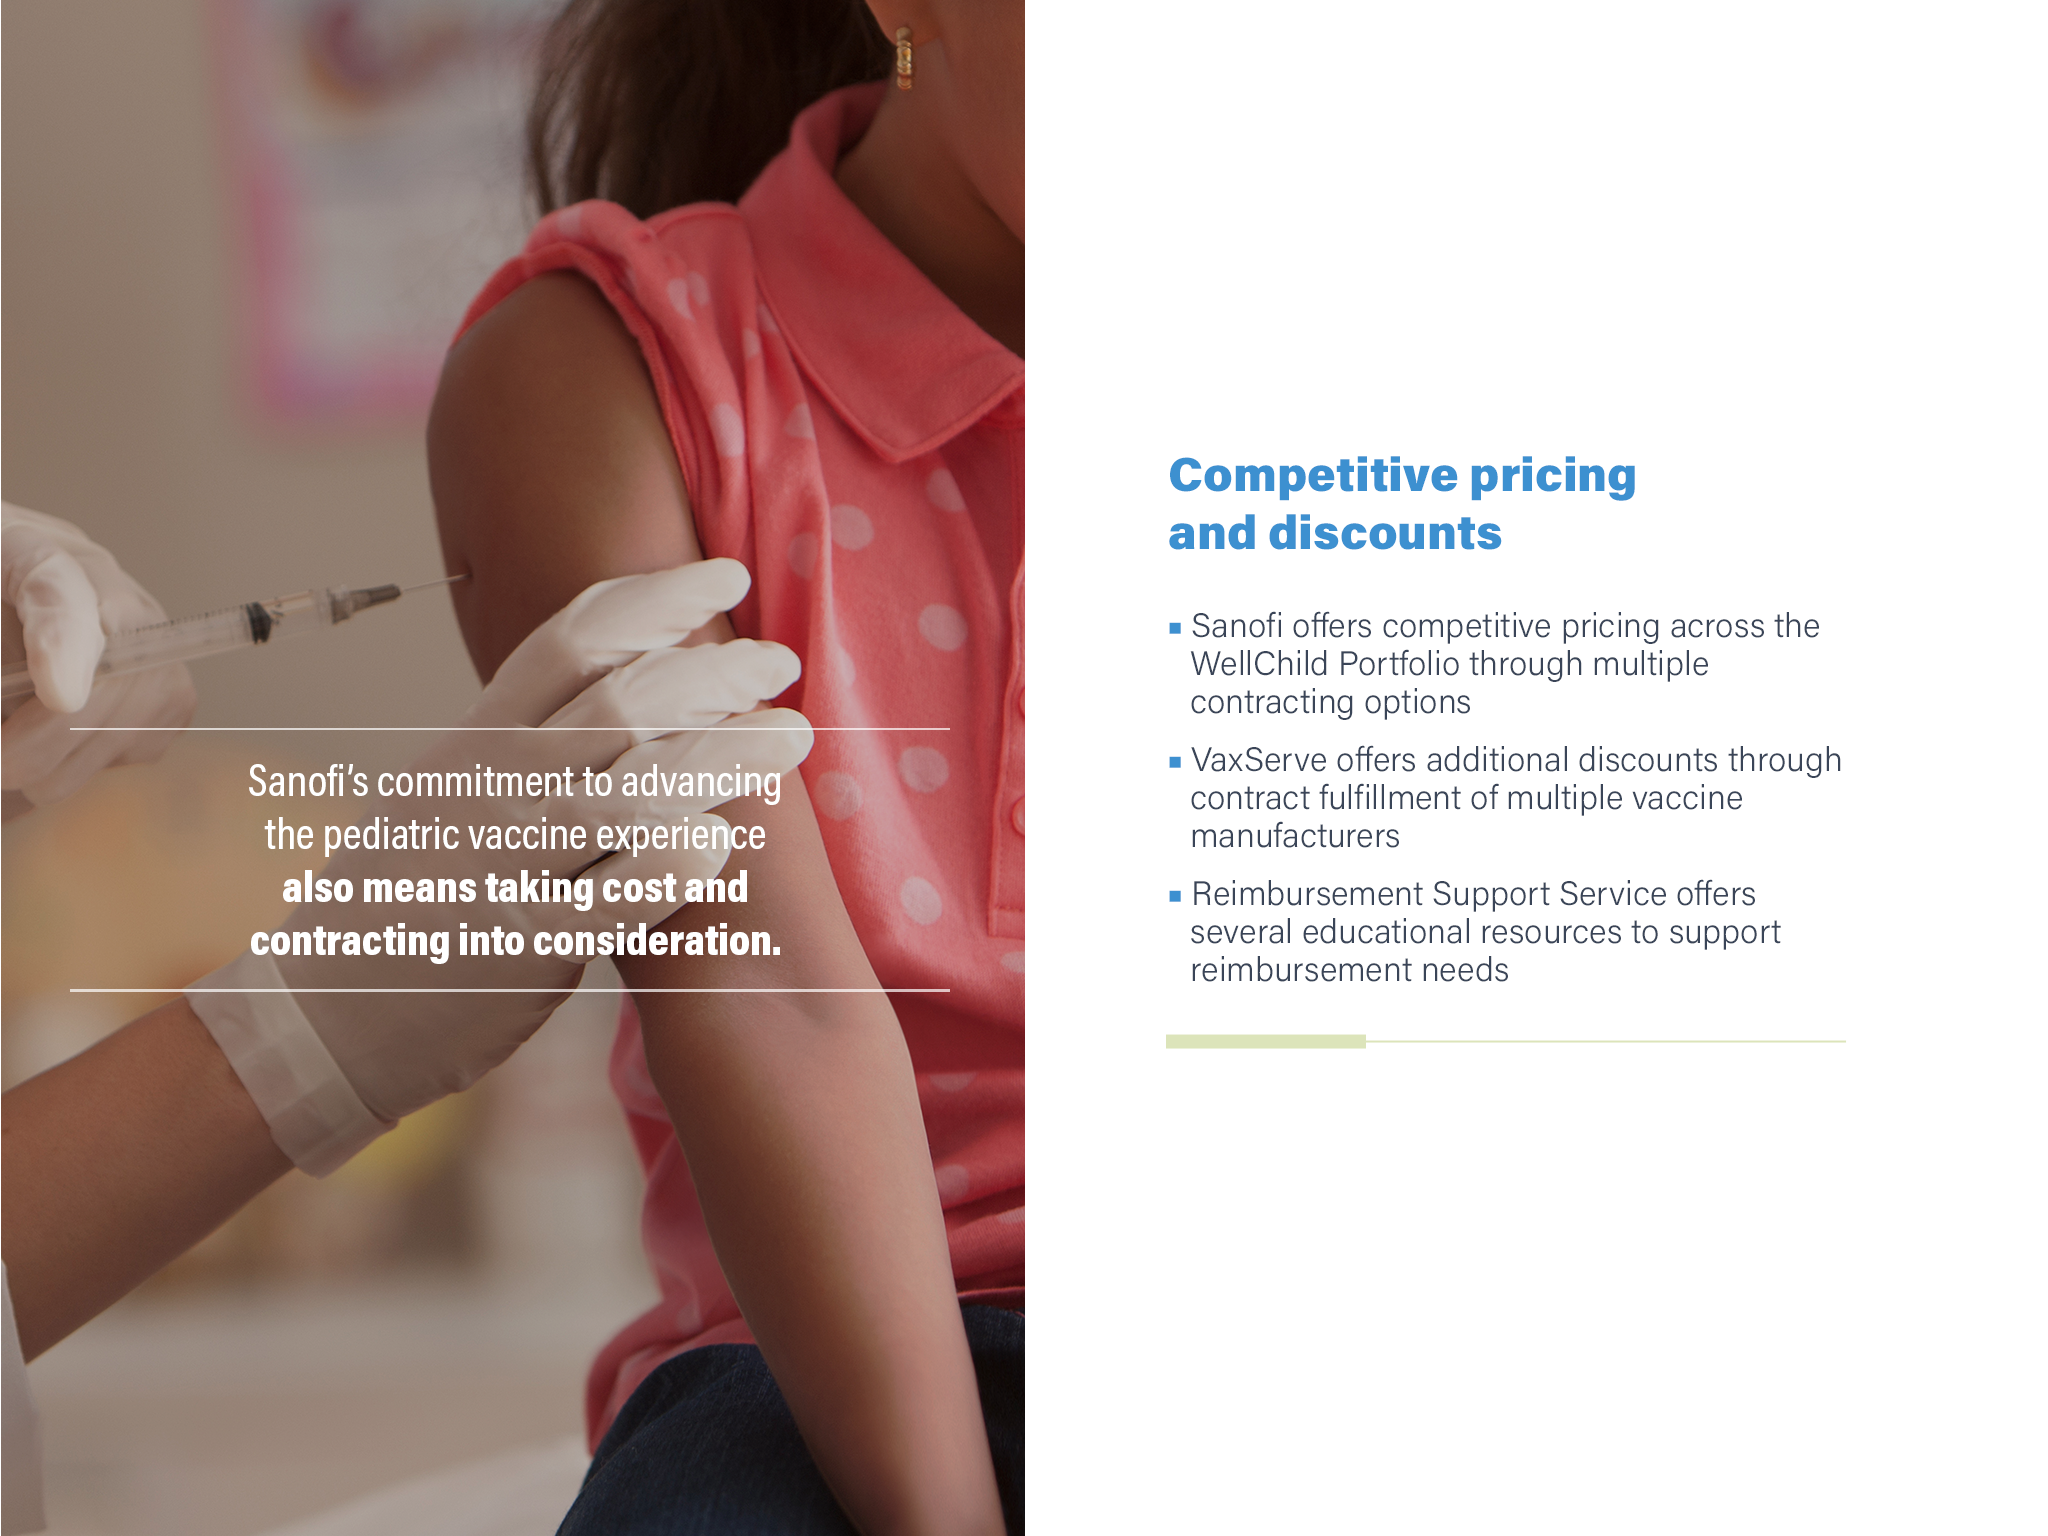 Sanofi’s commitment to advancing
the pediatric vaccine experience
also means taking cost and
contracting into consideration.
Competitive pricing
and discounts
▪ Sanofi offers competitive pricing across the
WellChild Portfolio through multiple
contracting options
▪ VaxServe offers additional discounts through
contract fulfillment of multiple vaccine
manufacturers
▪ Reimbursement Support Service offers
several educational resources to support
reimbursement needs